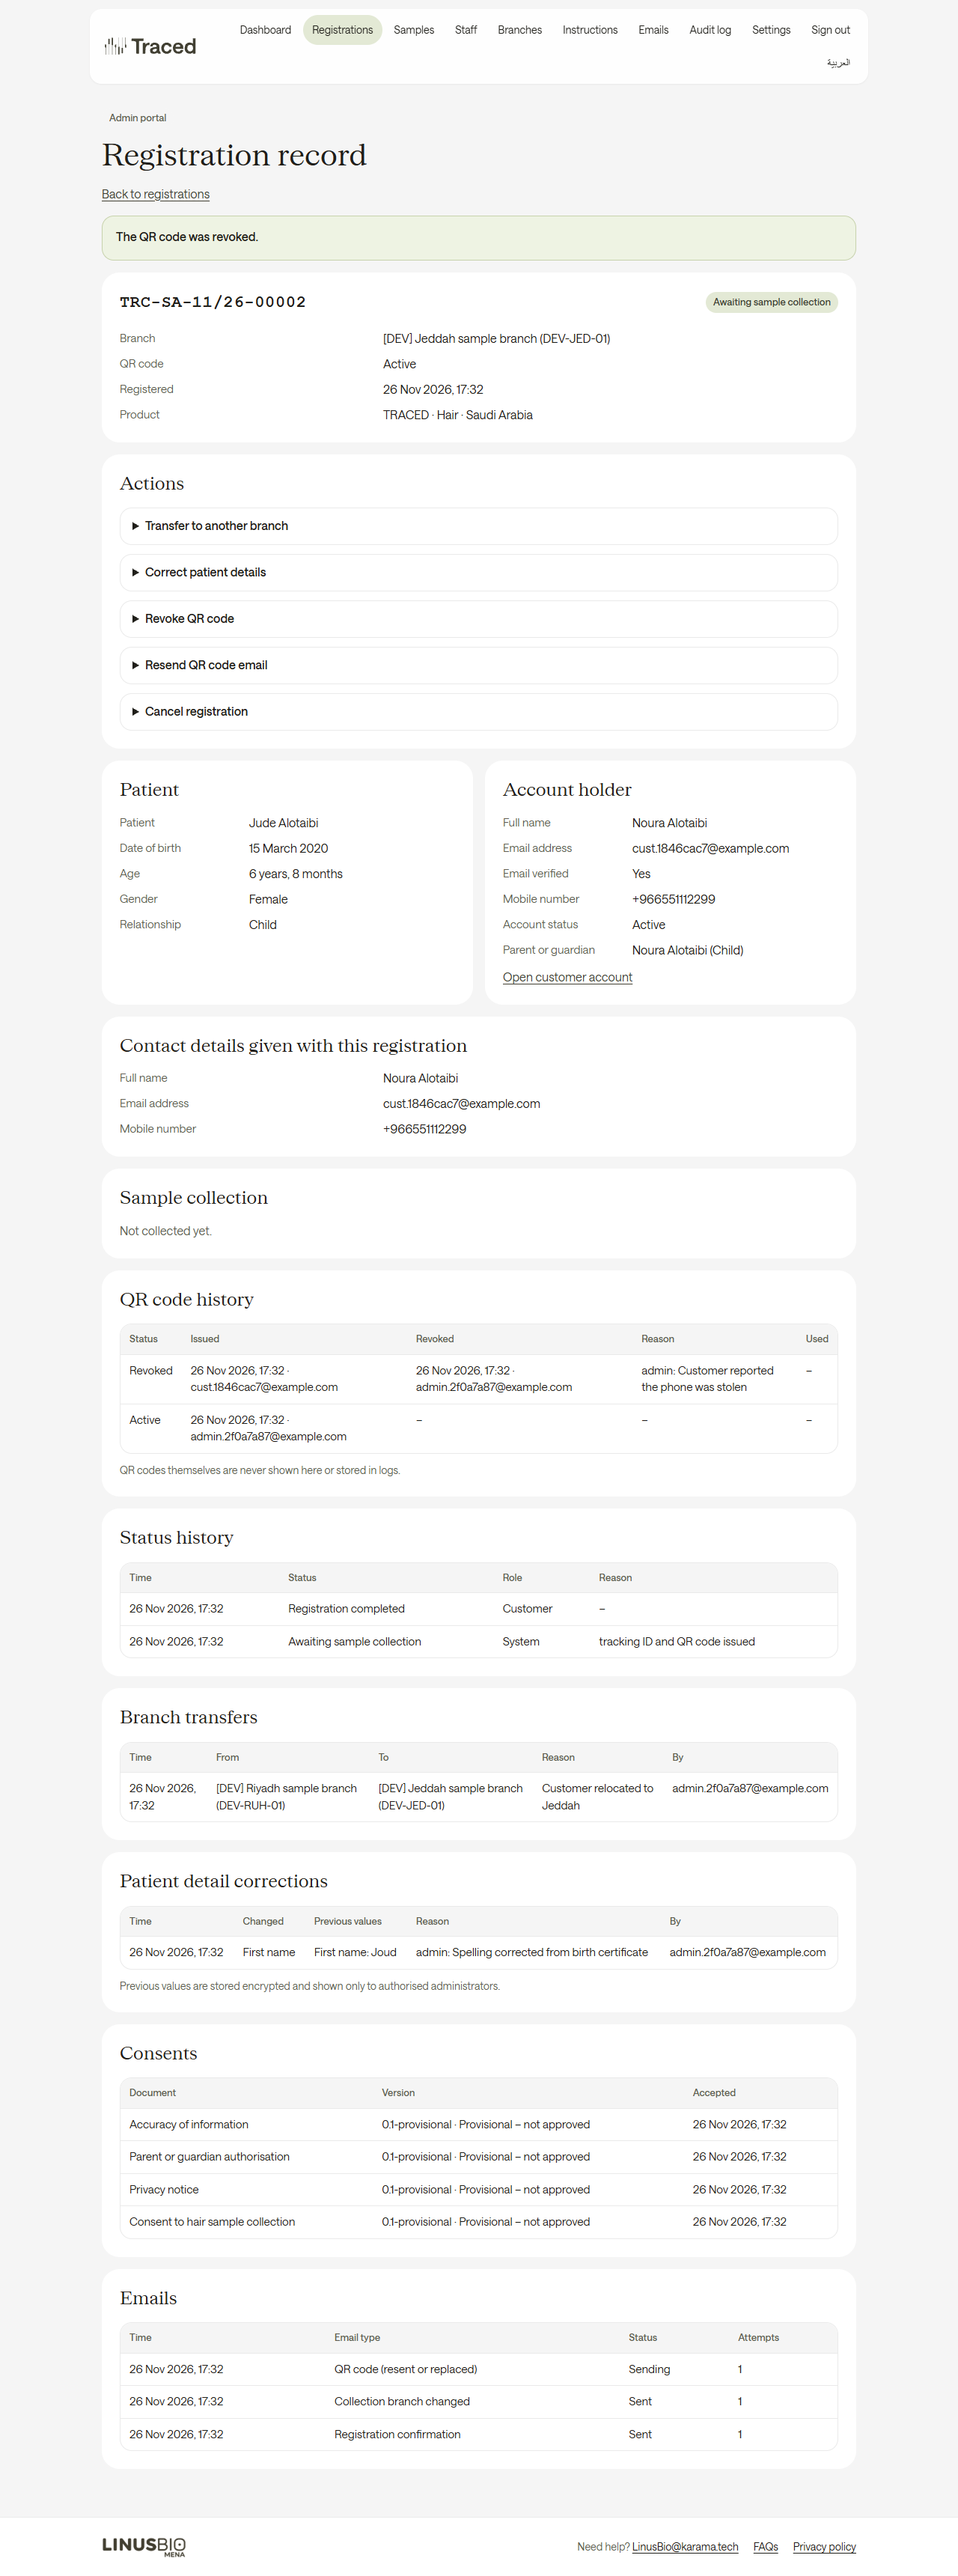 Traced
Dashboard Registrations Samples Staff Branches Instructions Emails Audit log Settings Sign out
العربية
Admin portal
Registration record
Back to registrations
The QR code was revoked.
TRC-SA-11/26-00002 Awaiting sample collection
Branch [DEV] Jeddah sample branch (DEV-JED-01)
QR code Active
Registered 26 Nov 2026, 17:32
Product TRACED · Hair · Saudi Arabia
Actions
Transfer to another branch
Correct patient details
Revoke QR code
Resend QR code email
Cancel registration
Patient
Patient Jude Alotaibi
Date of birth 15 March 2020
Age 6 years, 8 months
Gender Female
Relationship Child
Account holder
Full name Noura Alotaibi
Email address cust.1846cac7@example.com
Email verified Yes
Mobile number +966551112299
Account status Active
Parent or guardian Noura Alotaibi (Child)
Open customer account
Contact details given with this registration
Full name Noura Alotaibi
Email address cust.1846cac7@example.com
Mobile number +966551112299
Sample collection
Not collected yet.
QR code history
Status Issued Revoked Reason Used
Revoked 26 Nov 2026, 17:32 · 26 Nov 2026, 17:32 · admin: Customer reported –
cust.1846cac7@example.com admin.2f0a7a87@example.com the phone was stolen
Active 26 Nov 2026, 17:32 · – – –
admin.2f0a7a87@example.com
QR codes themselves are never shown here or stored in logs.
Status history
Time Status Role Reason
26 Nov 2026, 17:32 Registration completed Customer –
26 Nov 2026, 17:32 Awaiting sample collection System tracking ID and QR code issued
Branch transfers
Time From To Reason By
26 Nov 2026, [DEV] Riyadh sample branch [DEV] Jeddah sample branch Customer relocated to admin.2f0a7a87@example.com
17:32 (DEV-RUH-01) (DEV-JED-01) Jeddah
Patient detail corrections
Time Changed Previous values Reason By
26 Nov 2026, 17:32 First name First name: Joud admin: Spelling corrected from birth certificate admin.2f0a7a87@example.com
Previous values are stored encrypted and shown only to authorised administrators.
Consents
Document Version Accepted
Accuracy of information 0.1-provisional · Provisional – not approved 26 Nov 2026, 17:32
Parent or guardian authorisation 0.1-provisional · Provisional – not approved 26 Nov 2026, 17:32
Privacy notice 0.1-provisional · Provisional – not approved 26 Nov 2026, 17:32
Consent to hair sample collection 0.1-provisional · Provisional – not approved 26 Nov 2026, 17:32
Emails
Time Email type Status Attempts
26 Nov 2026, 17:32 QR code (resent or replaced) Sending 1
26 Nov 2026, 17:32 Collection branch changed Sent 1
26 Nov 2026, 17:32 Registration confirmation Sent 1
LINUSBIO
MENA
Need help? LinusBio@karama.tech FAQs Privacy policy